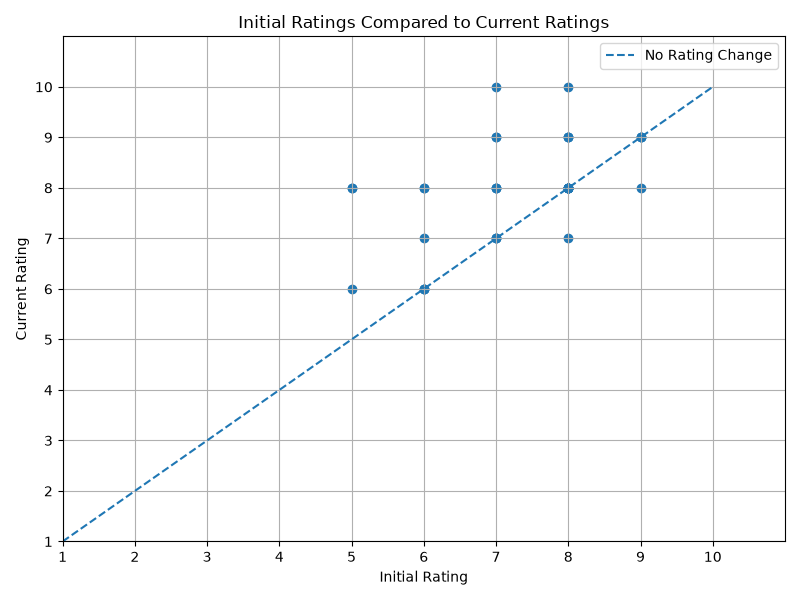 Initial Ratings Compared to Current Ratings
No Rating Change
Current Rating
10
9
8
7
6
5
4
3
2
1
1 2 3 4 5 6 7 8 9 10
Initial Rating